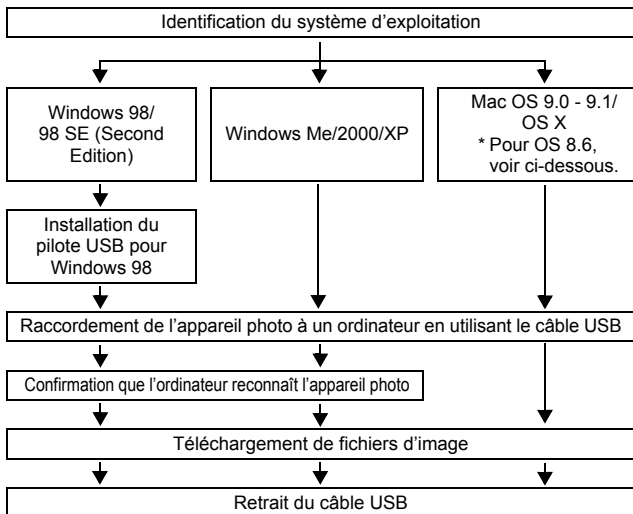 Identification du système d'exploitation
Windows 98/
98 SE (Second
Edition)
Windows Me/2000/XP
Mac OS 9.0 - 9.1/
OS X
* Pour OS 8.6,
voir ci-dessous.
Installation du
pilote USB pour
Windows 98
Raccordement de l'appareil photo à un ordinateur en utilisant le câble USB
Confirmation que l'ordinateur reconnaît l'appareil photo
Téléchargement de fichiers d'image
Retrait du câble USB